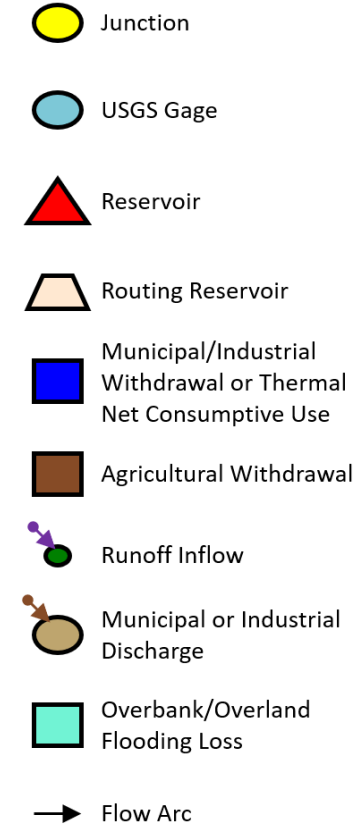 Junction
USGS Gage
Reservoir
Routing Reservoir
Municipal/Industrial
Withdrawal or Thermal
Net Consumptive Use
Agricultural Withdrawal
Runoff Inflow
Municipal or Industrial
Discharge
Overbank/Overland
Flooding Loss
Flow Arc